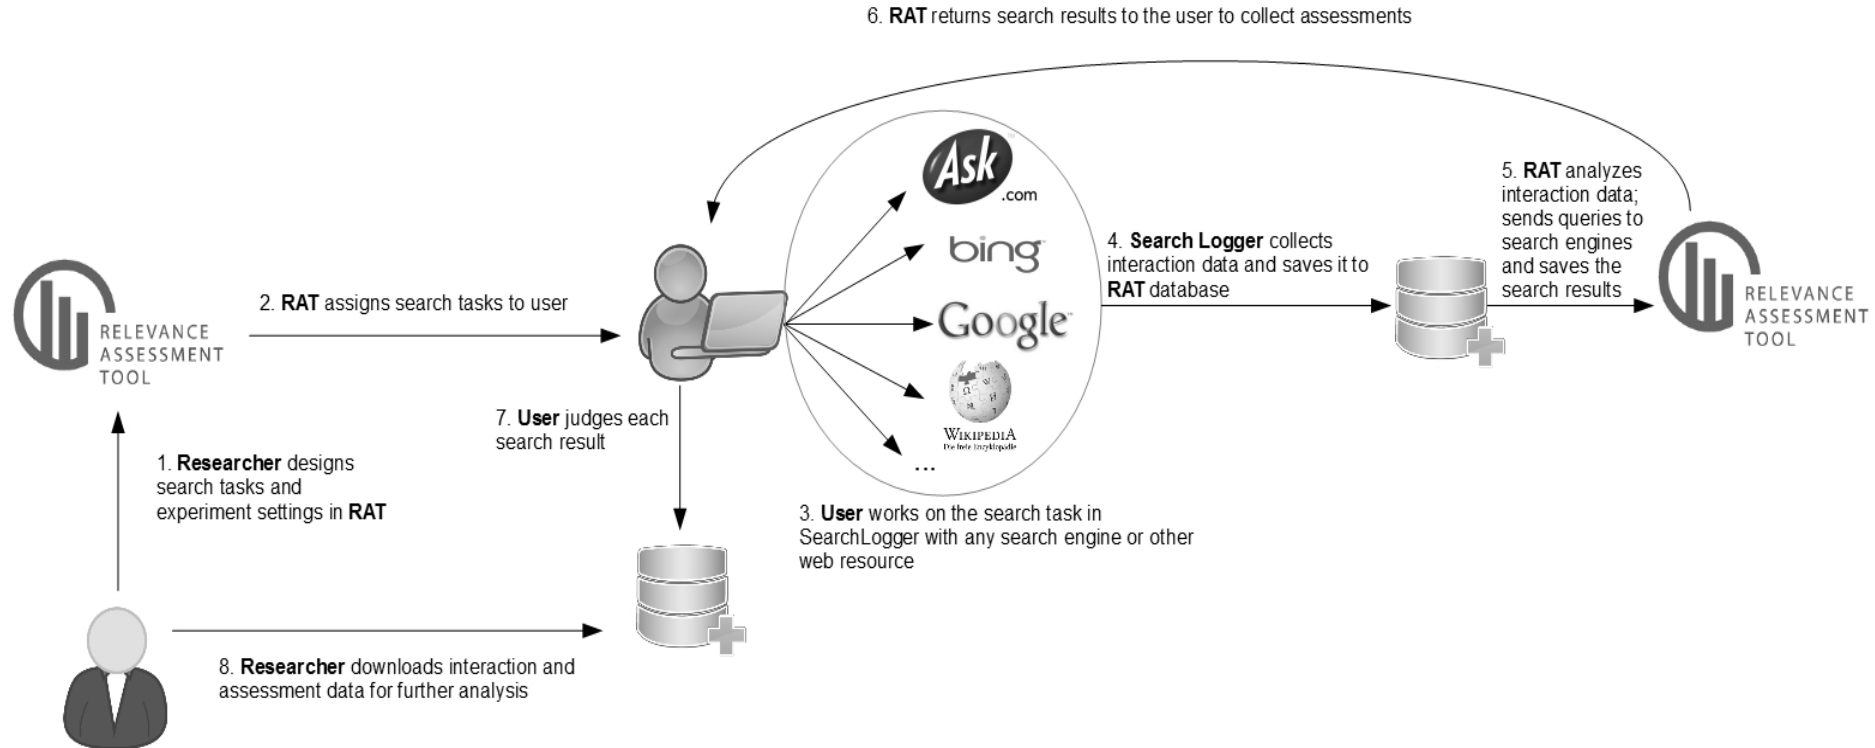 6. RAT returns search results to the user to collect assessments
Ask
.com
bing
Google
WIKIPEDIA
Die freie Enzyklopädie
...
5. RAT analyzes
interaction data;
sends queries to
search engines
and saves the
search results
4. Search Logger collects
interaction data and saves it to
RAT database
RELEVANCE
ASSESSMENT
TOOL
2. RAT assigns search tasks to user
RELEVANCE
ASSESSMENT
TOOL
7. User judges each
search result
1. Researcher designs
search tasks and
experiment settings in RAT
3. User works on the search task in
SearchLogger with any search engine or other
web resource
8. Researcher downloads interaction and
assessment data for further analysis